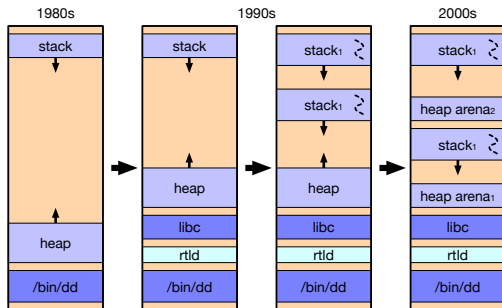 1980s
1990s
2000s
stack
heap
/bin/dd
stack
heap
libc
rtld
/bin/dd
stack₁
stack₁
heap
libc
rtld
/bin/dd
stack₁
heap arena₂
stack₁
heap arena₁
libc
rtld
/bin/dd